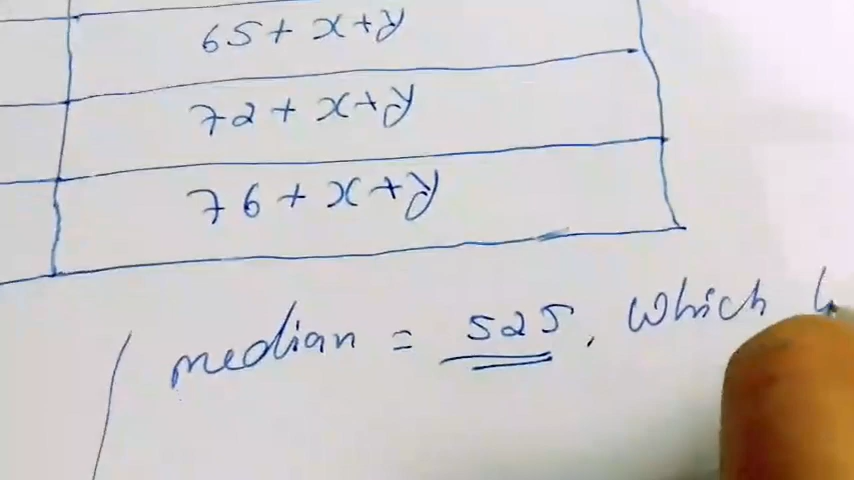 65 + x + y
72 + x + y
76 + x + y
median = 525, which